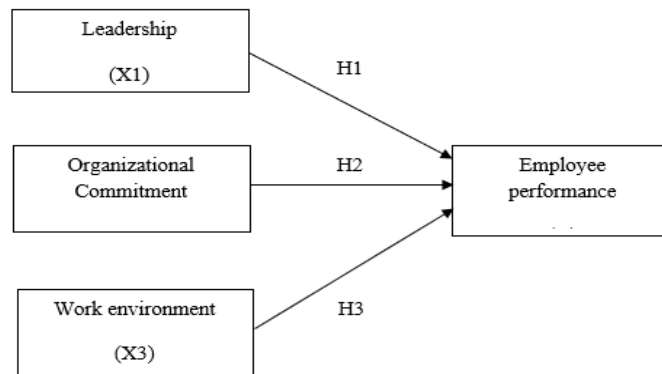 Leadership
(X1)
H1
Organizational
Commitment
H2
Employee
performance
Work environment
(X3)
H3